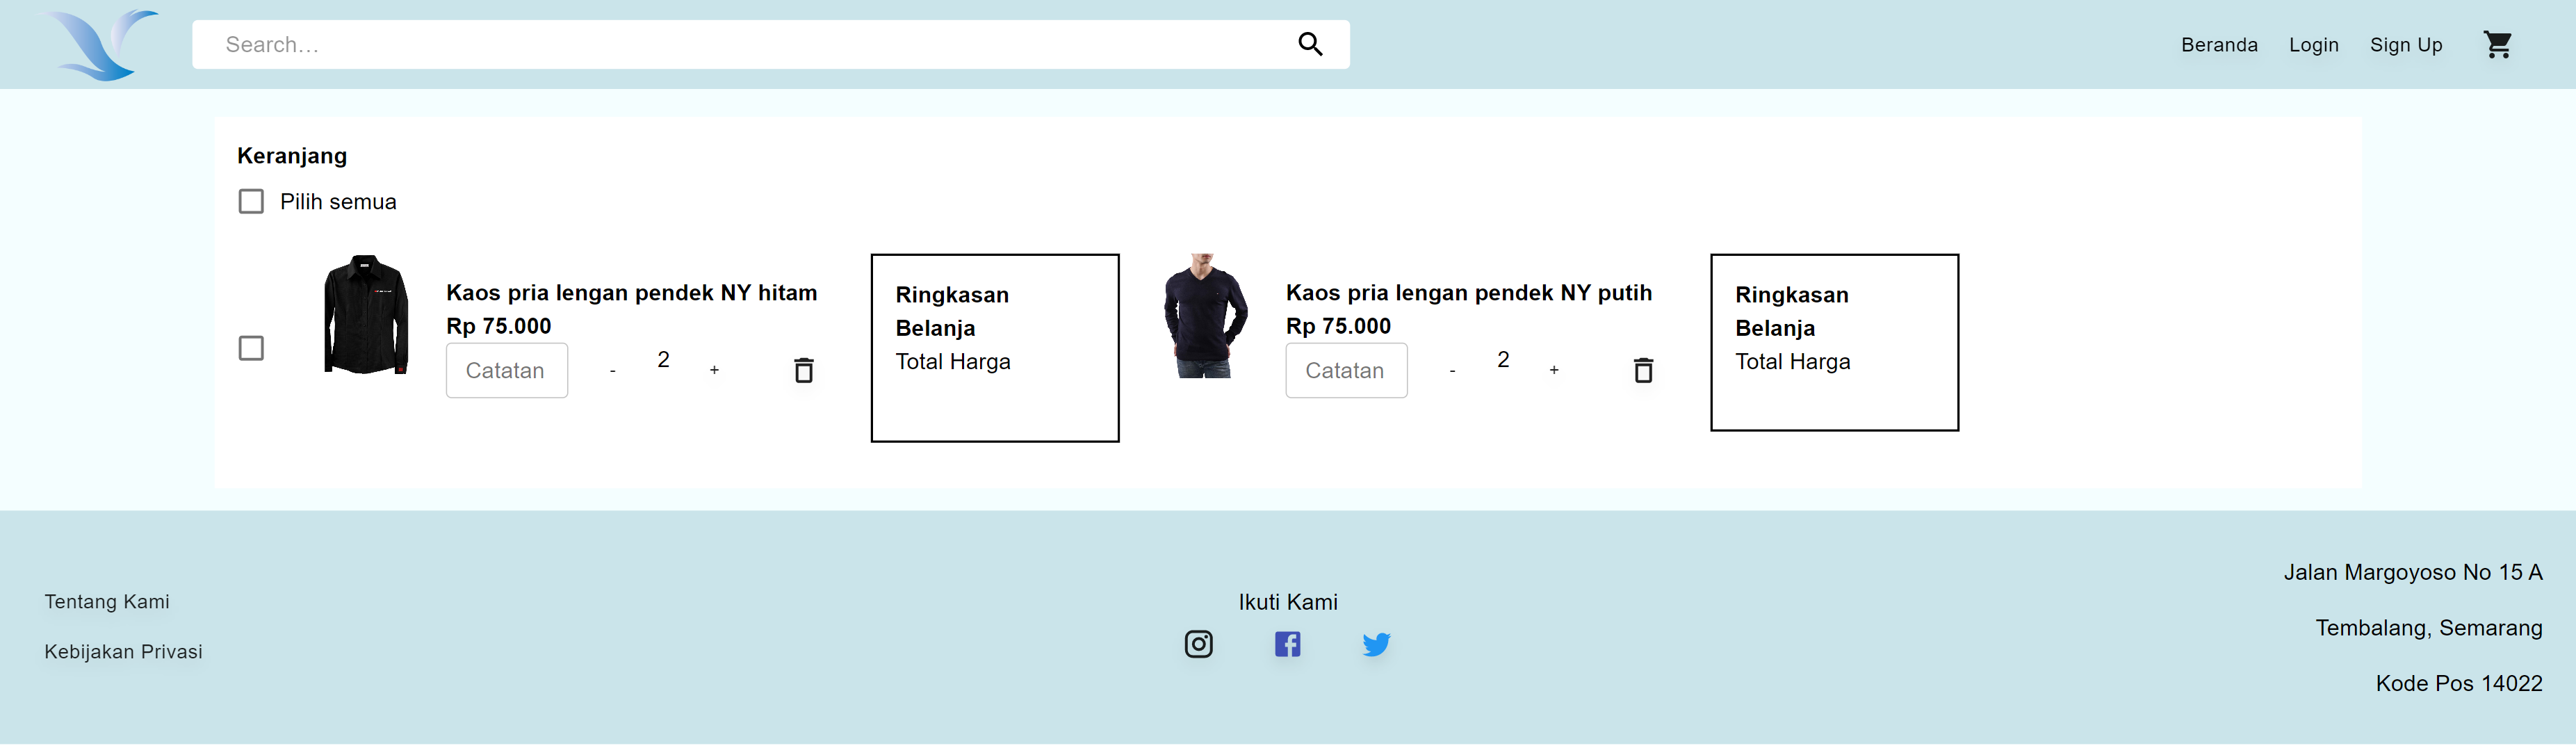 Search...
Beranda
Login
Sign Up
Keranjang
Pilih semua
Kaos pria lengan pendek NY hitam
Rp 75.000
Catatan
-
2
+
Ringkasan
Belanja
Total Harga
Kaos pria lengan pendek NY putih
Rp 75.000
Catatan
-
2
+
Ringkasan
Belanja
Total Harga
Tentang Kami
Kebijakan Privasi
Ikuti Kami
Jalan Margoyoso No 15 A
Tembalang, Semarang
Kode Pos 14022